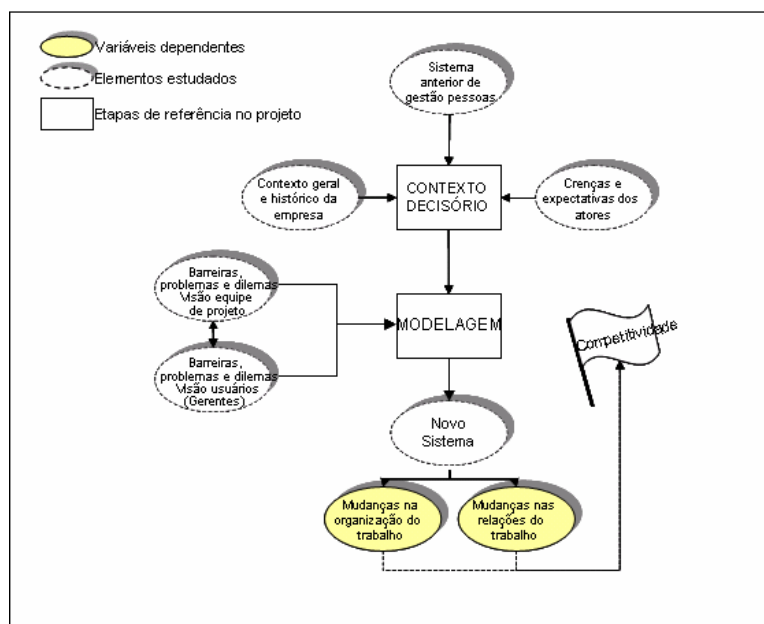 Variáveis dependentes
Elementos estudados
Etapas de referência no projeto
Sistema
anterior de
gestão pessoas
Contexto geral
e histórico da
empresa
CONTEXTO
DECISÓRIO
Crenças e
expectativas dos
atores
Barreiras,
problemas e dilemas
Visão equipe
de projeto
MODELAGEM
Competitividade
Barreiras,
problemas e dilemas
Visão usuários
(Gerentes)
Novo
Sistema
Mudanças na
organização do
trabalho
Mudanças nas
relações do
trabalho